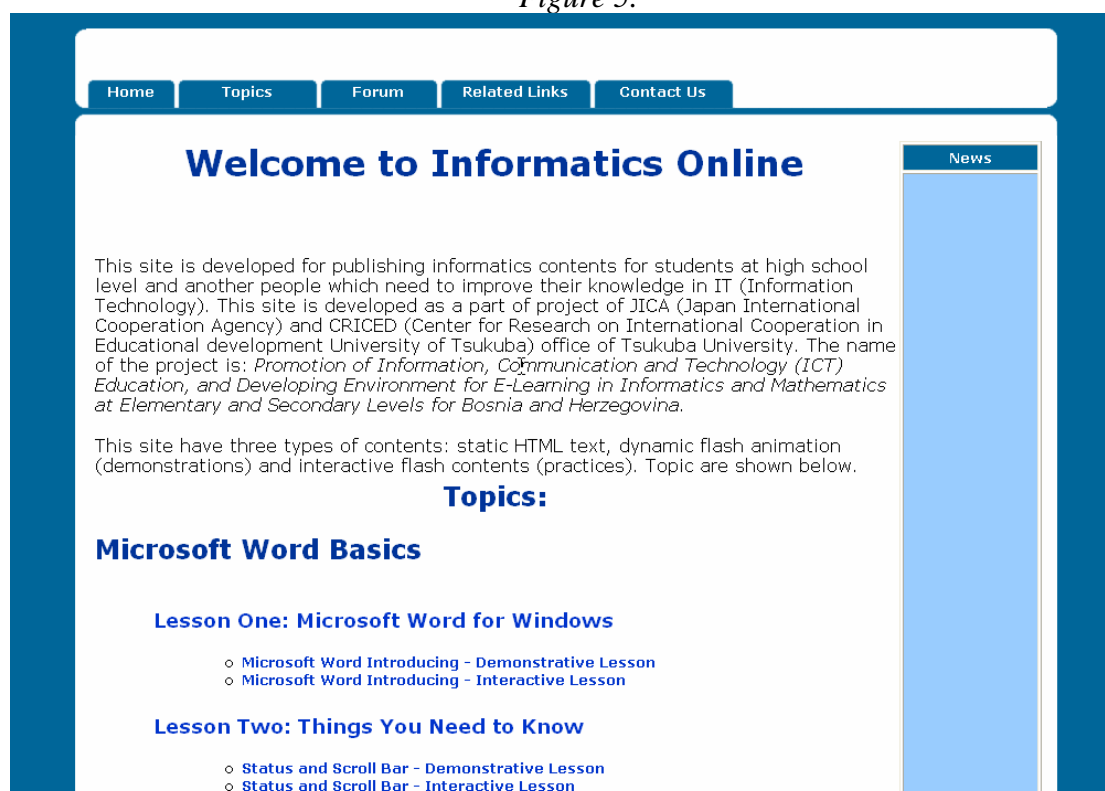 Figure 5.
Home Topics Forum Related Links Contact Us
Welcome to Informatics Online
News
This site is developed for publishing informatics contents for students at high school
level and another people which need to improve their knowledge in IT (Information
Technology). This site is developed as a part of project of JICA (Japan International
Cooperation Agency) and CRICED (Center for Research on International Cooperation in
Educational development University of Tsukuba) office of Tsukuba University. The name
of the project is: Promotion of Information, Communication and Technology (ICT)
Education, and Developing Environment for E-Learning in Informatics and Mathematics
at Elementary and Secondary Levels for Bosnia and Herzegovina.
This site have three types of contents: static HTML text, dynamic flash animation
(demonstrations) and interactive flash contents (practices). Topic are shown below.
Topics:
Microsoft Word Basics
Lesson One: Microsoft Word for Windows
Microsoft Word Introducing - Demonstrative Lesson
Microsoft Word Introducing - Interactive Lesson
Lesson Two: Things You Need to Know
Status and Scroll Bar - Demonstrative Lesson
Status and Scroll Bar - Interactive Lesson